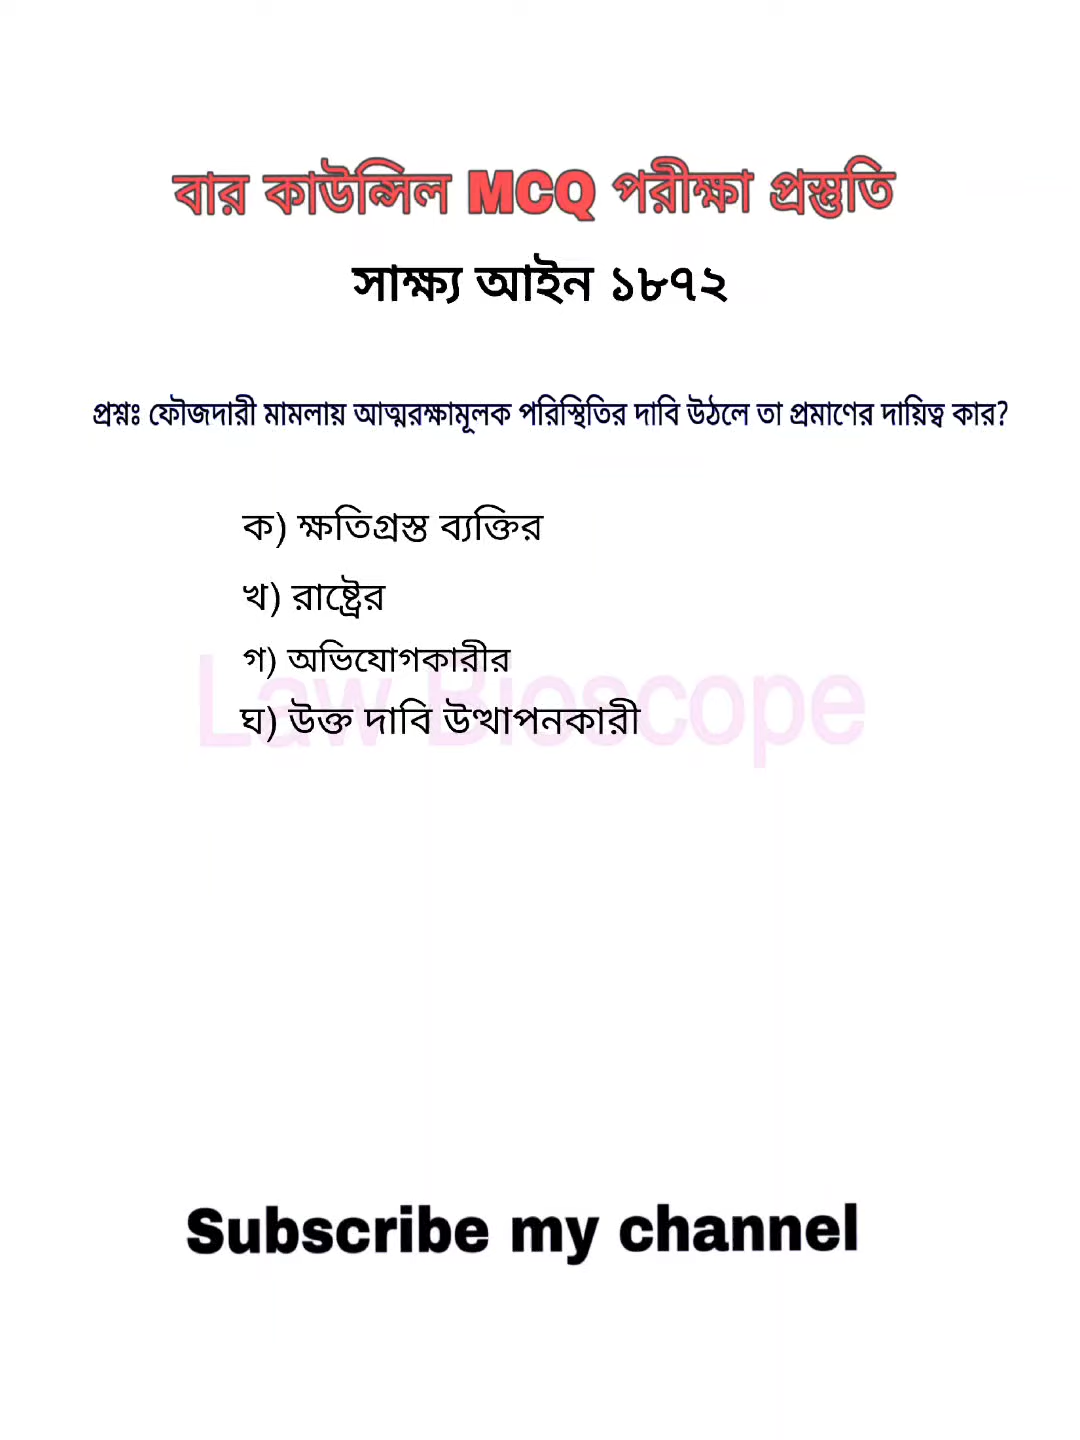 বার কাউন্সিল MCQ পরীক্ষা প্রস্তুতি
সাক্ষ্য আইন ১৮৭২
প্রশ্নঃ ফৌজদারী মামলায় আত্মরক্ষামূলক পরিস্থিতির দাবি উঠলে তা প্রমাণের দায়িত্ব কার?
ক) ক্ষতিগ্রস্ত ব্যক্তির
খ) রাষ্ট্রের
গ) অভিযোগকারীর
Law Bioscope
ঘ) উক্ত দাবি উত্থাপনকারী
Subscribe my channel